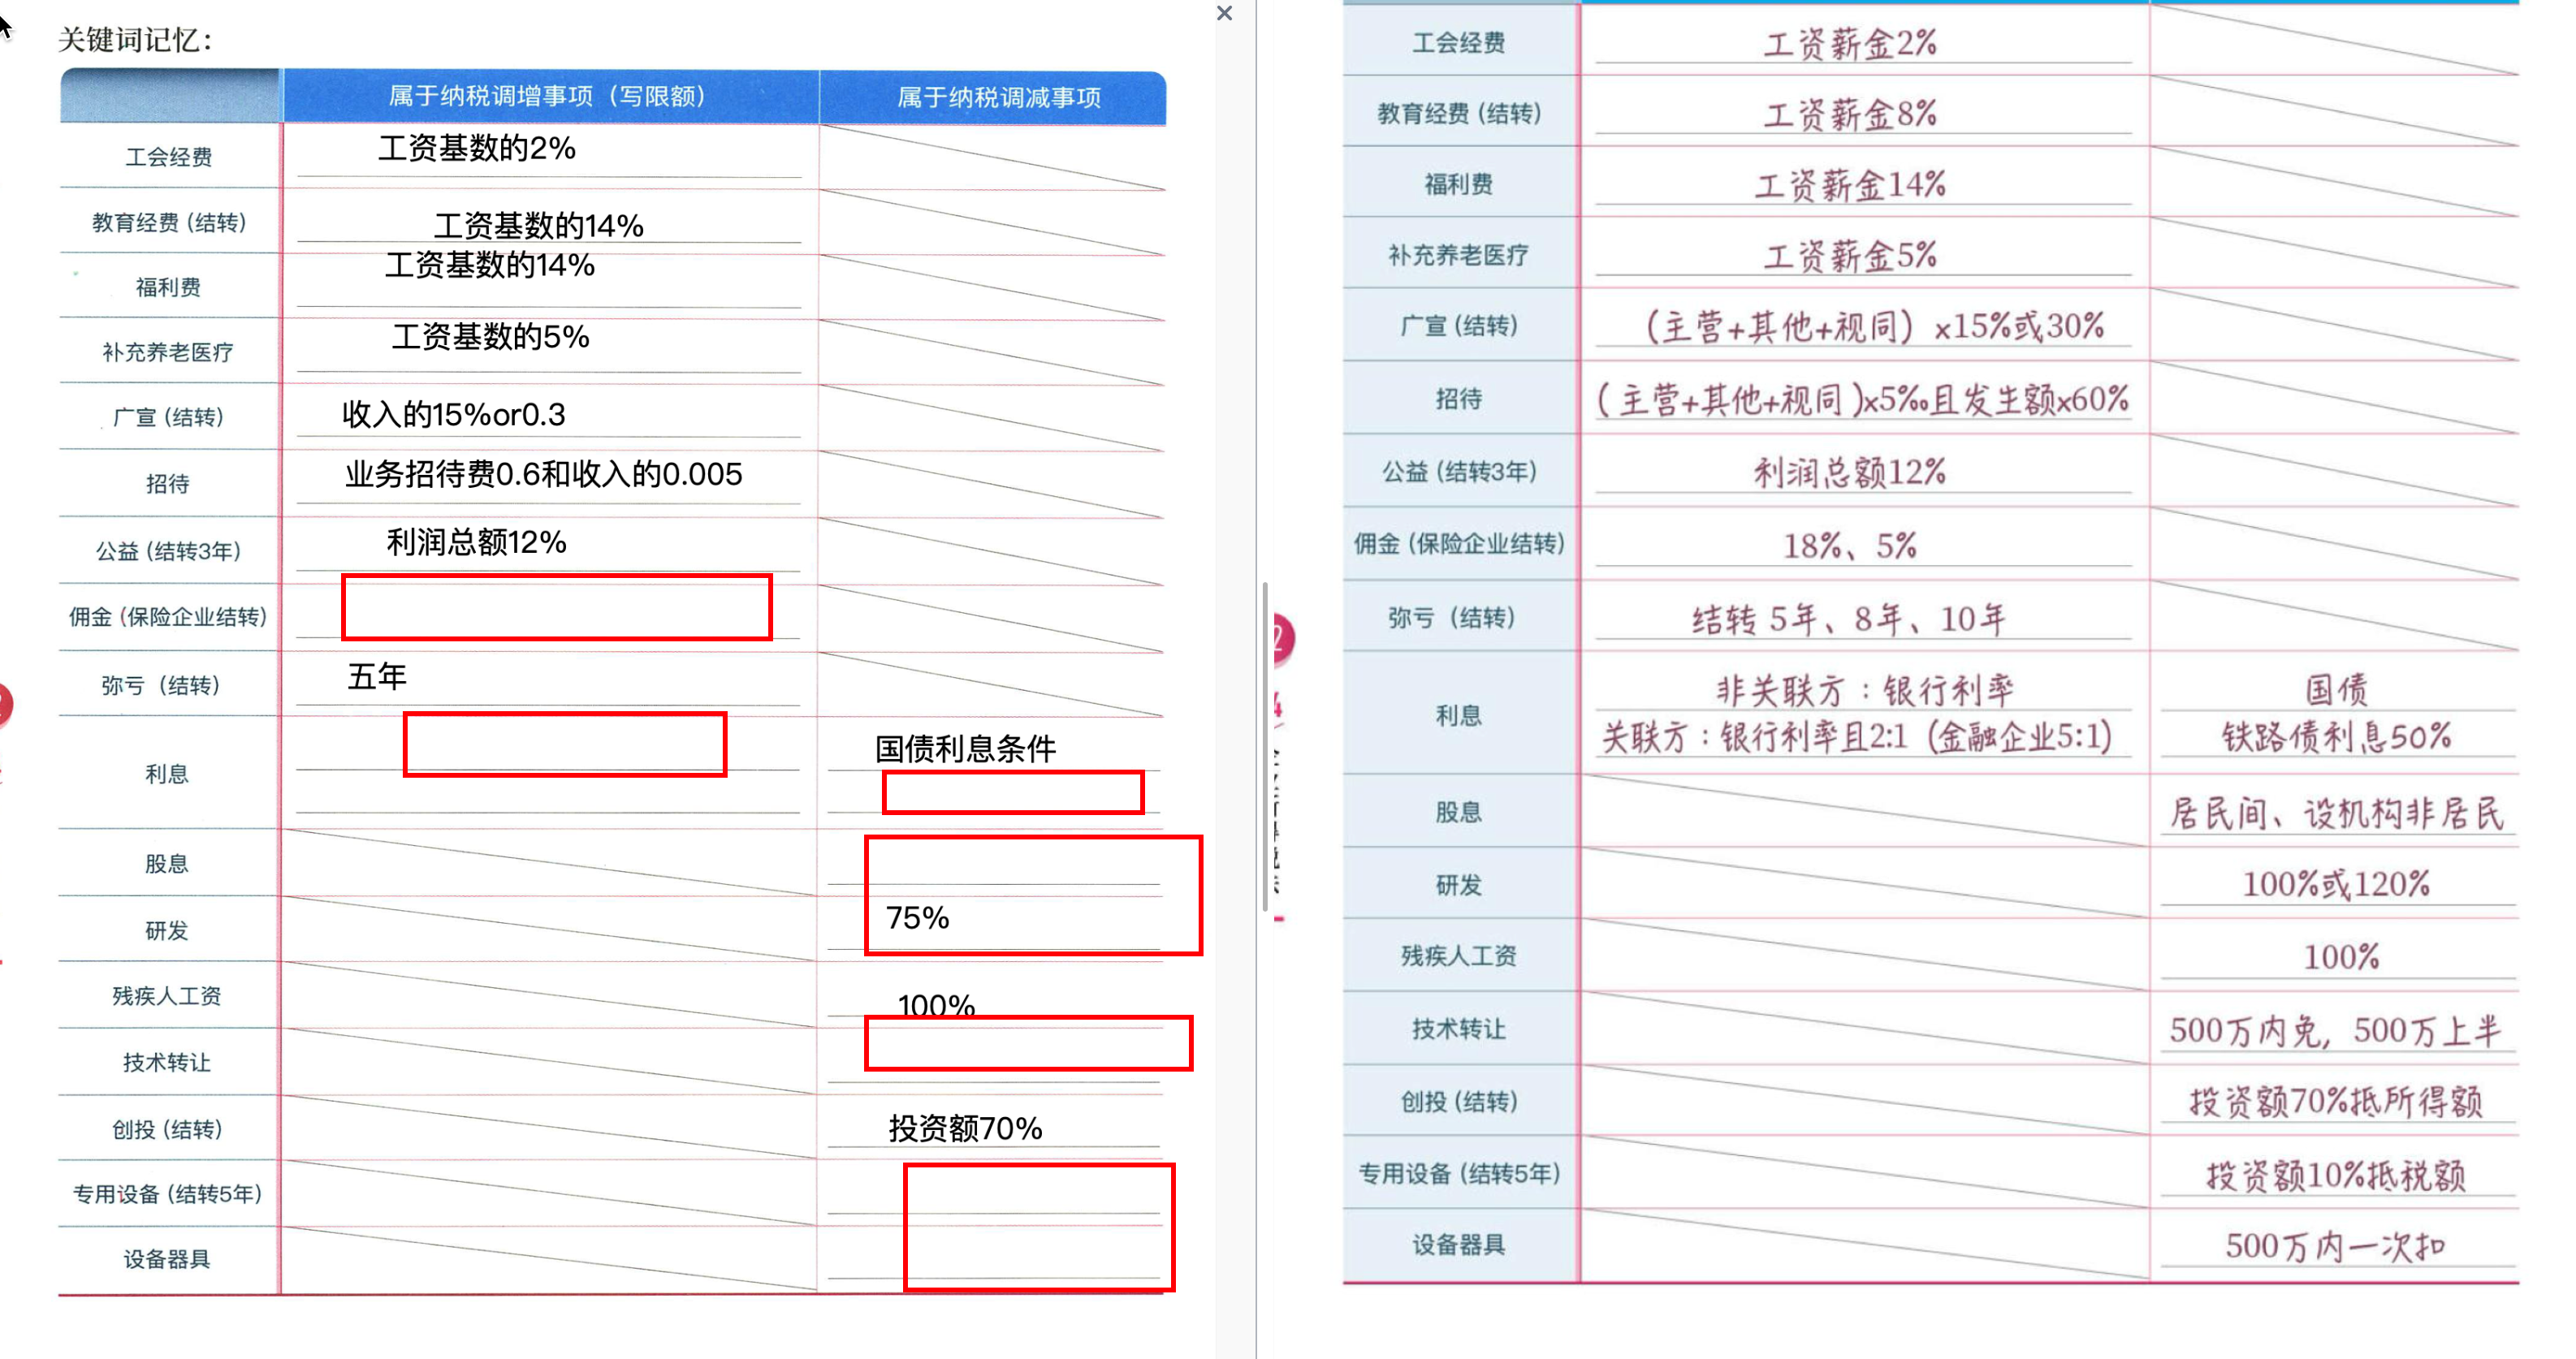 关键词记忆：
属于纳税调增事项（写限额） 属于纳税调减事项
工会经费 工资基数的2%
教育经费（结转） 工资基数的14%
福利费 工资基数的14%
补充养老医疗 工资基数的5%
广宣（结转） 收入的15%or0.3
招待 业务招待费0.6和收入的0.005
公益（结转3年） 利润总额12%
佣金（保险企业结转）
弥亏（结转） 五年
利息 国债利息条件
股息
研发 75%
残疾人工资 100%
技术转让
创投（结转） 投资额70%
专用设备（结转5年）
设备器具
工会经费 工资薪金2%
教育经费（结转） 工资薪金8%
福利费 工资薪金14%
补充养老医疗 工资薪金5%
广宣（结转） （主营+其他+视同）x15%或30%
招待 （主营+其他+视同）x5‰且发生额x60%
公益（结转3年） 利润总额12%
佣金（保险企业结转） 18%、5%
弥亏（结转） 结转 5年、8年、10年
非关联方：银行利率 国债
利息
关联方：银行利率且2:1（金融企业5:1） 铁路债利息50%
股息 居民间、设机构非居民
研发 100%或120%
残疾人工资 100%
技术转让 500万内免，500万上半
创投（结转） 投资额70%抵所得额
专用设备（结转5年） 投资额10%抵税额
设备器具 500万内一次扣